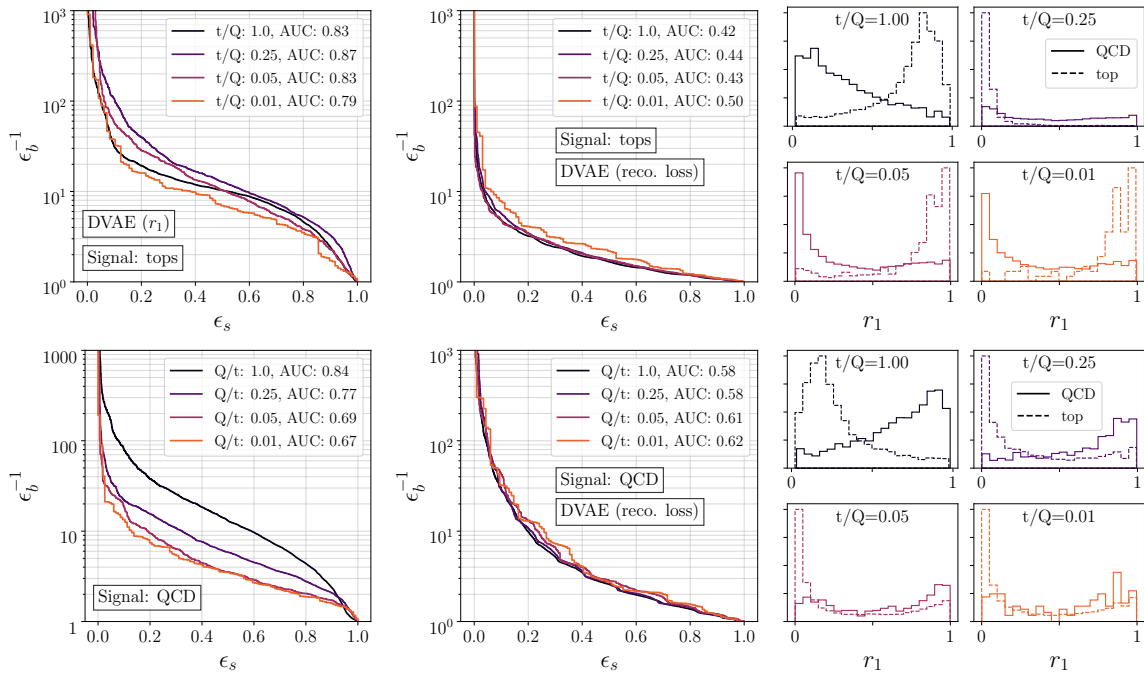 t/Q: 1.0, AUC: 0.83
t/Q: 0.25, AUC: 0.87
t/Q: 0.05, AUC: 0.83
t/Q: 0.01, AUC: 0.79
DVAE (r₁)
Signal: tops
10³
10²
10¹
10⁰
ϵ_b⁻¹
0.0 0.2 0.4 0.6 0.8 1.0
ϵ_s
t/Q: 1.0, AUC: 0.42
t/Q: 0.25, AUC: 0.44
t/Q: 0.05, AUC: 0.43
t/Q: 0.01, AUC: 0.50
Signal: tops
DVAE (reco. loss)
10³
10²
10¹
10⁰
ϵ_b⁻¹
0.0 0.2 0.4 0.6 0.8 1.0
ϵ_s
t/Q=1.00
0 1
t/Q=0.25
QCD
top
0 1
t/Q=0.05
0 1
r₁
t/Q=0.01
0 1
r₁
Q/t: 1.0, AUC: 0.84
Q/t: 0.25, AUC: 0.77
Q/t: 0.05, AUC: 0.69
Q/t: 0.01, AUC: 0.67
Signal: QCD
1000
100
10
1
ϵ_b⁻¹
0.0 0.2 0.4 0.6 0.8 1.0
ϵ_s
Q/t: 1.0, AUC: 0.58
Q/t: 0.25, AUC: 0.58
Q/t: 0.05, AUC: 0.61
Q/t: 0.01, AUC: 0.62
Signal: QCD
DVAE (reco. loss)
10³
10²
10¹
10⁰
ϵ_b⁻¹
0.0 0.2 0.4 0.6 0.8 1.0
ϵ_s
t/Q=1.00
0 1
t/Q=0.25
QCD
top
0 1
t/Q=0.05
0 1
r₁
t/Q=0.01
0 1
r₁